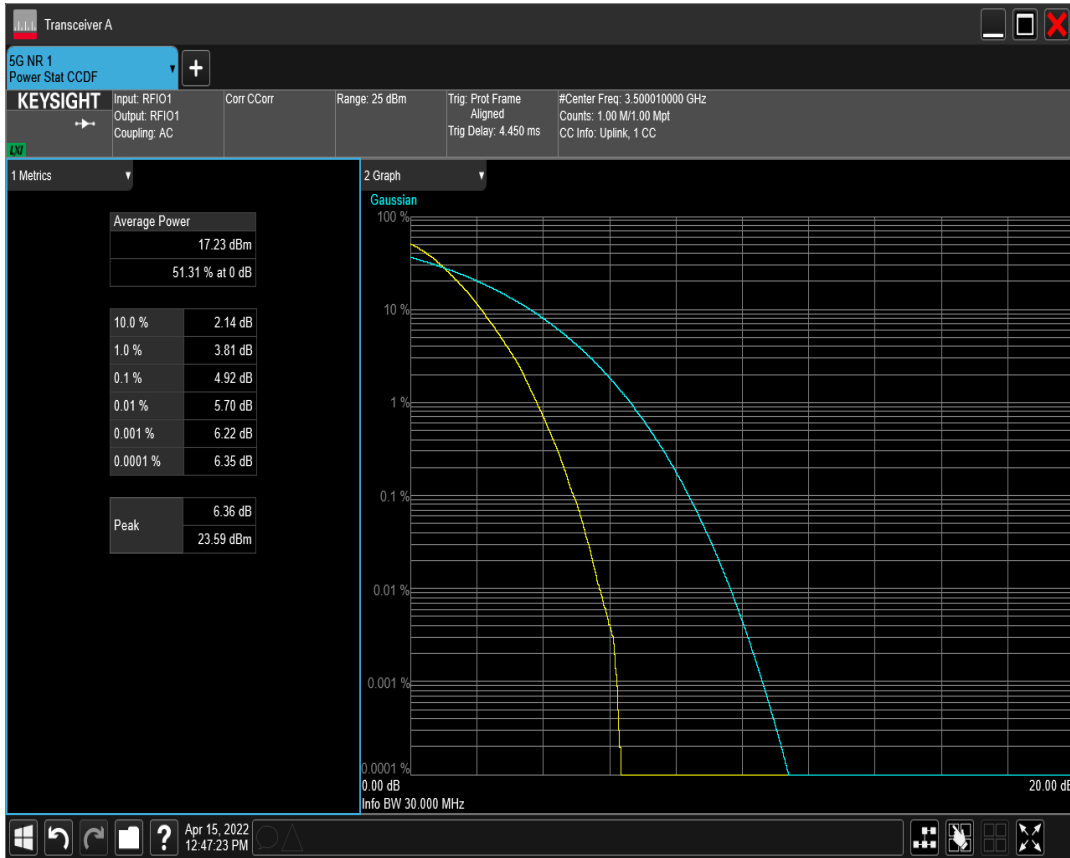 Transceiver A
5G NR 1
Power Stat CCDF
KEYSIGHT
LXI
Input: RFIO1
Output: RFIO1
Coupling: AC
Corr CCorr
Range: 25 dBm
Trig: Prot Frame
Aligned
Trig Delay: 4.450 ms
#Center Freq: 3.500010000 GHz
Counts: 1.00 M/1.00 Mpt
CC Info: Uplink, 1 CC
1 Metrics
Average Power
17.23 dBm
51.31 % at 0 dB
10.0 % 2.14 dB
1.0 % 3.81 dB
0.1 % 4.92 dB
0.01 % 5.70 dB
0.001 % 6.22 dB
0.0001 % 6.35 dB
Peak
6.36 dB
23.59 dBm
2 Graph
Gaussian
100 %
10 %
1 %
0.1 %
0.01 %
0.001 %
0.0001 %
0.00 dB 20.00 dB
Info BW 30.000 MHz
?
Apr 15, 2022
12:47:23 PM